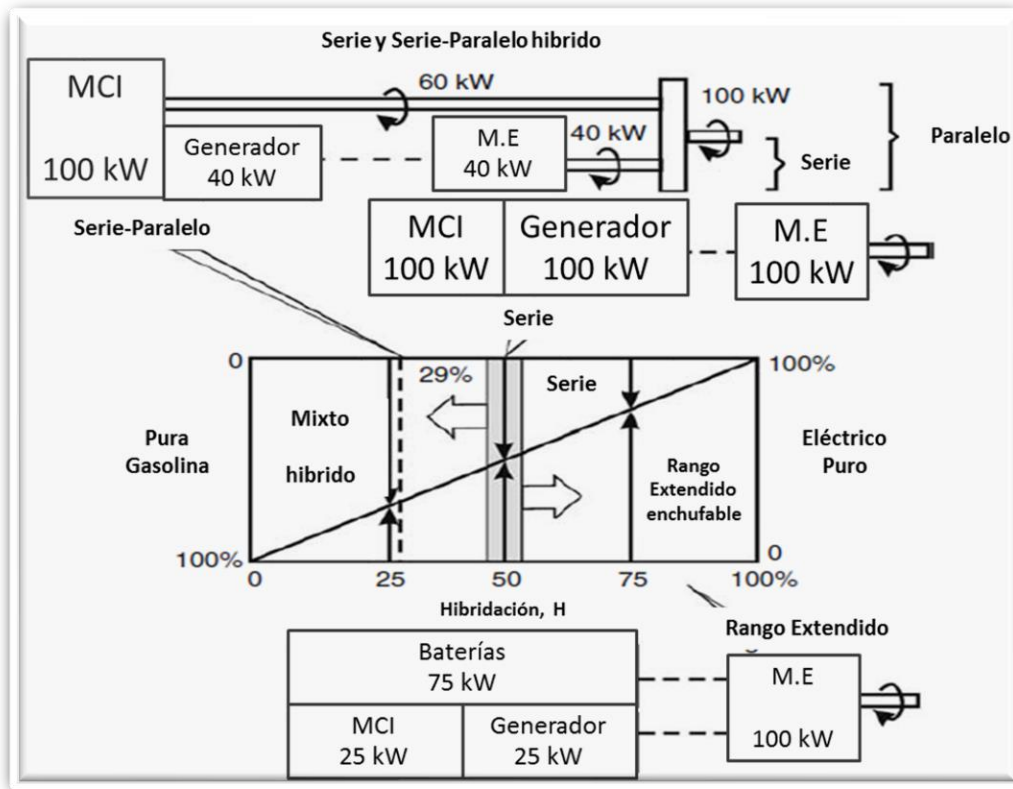 Serie y Serie-Paralelo hibrido
MCI
100 kW
60 kW
100 kW
Generador
40 kW
M.E
40 kW
40 kW
Serie
Paralelo
Serie-Paralelo
MCI
100 kW
Generador
100 kW
M.E
100 kW
Serie
0
100%
29%
Serie
Mixto
hibrido
Pura
Gasolina
Rango
Extendido
enchufable
Eléctrico
Puro
100%
0
0
25
50
75
100%
Hibridación, H
Rango Extendido
Baterías
75 kW
MCI
25 kW
Generador
25 kW
M.E
100 kW